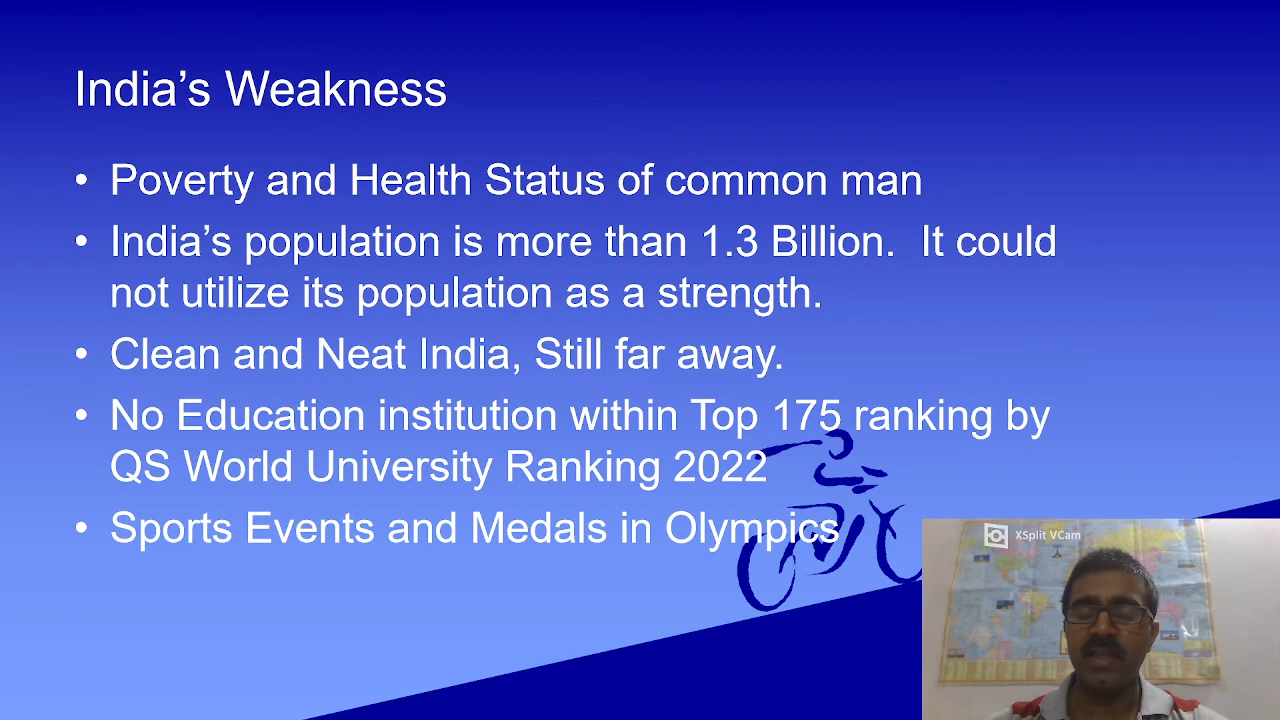 India’s Weakness
• Poverty and Health Status of common man
• India’s population is more than 1.3 Billion.  It could
not utilize its population as a strength.
• Clean and Neat India, Still far away.
• No Education institution within Top 175 ranking by
QS World University Ranking 2022
• Sports Events and Medals in Olympics
XSplit VCam